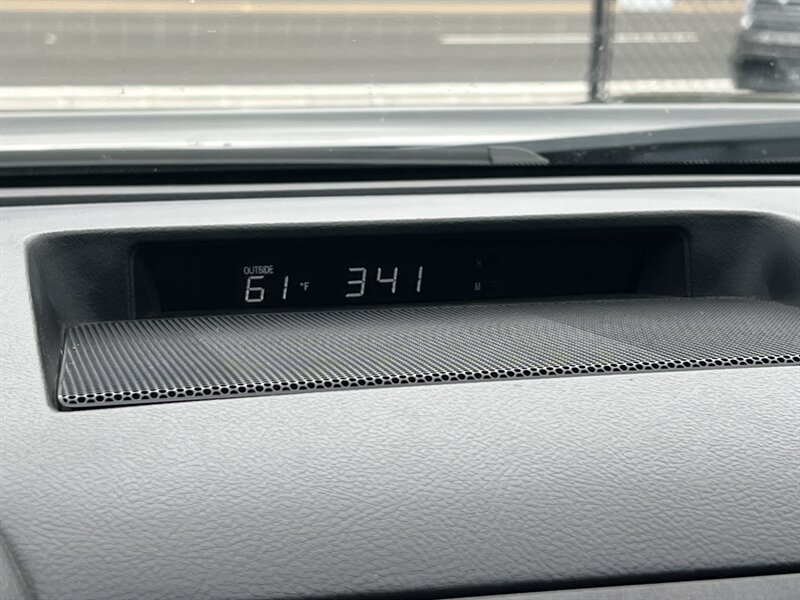 OUTSIDE
61 °F 341
H
M